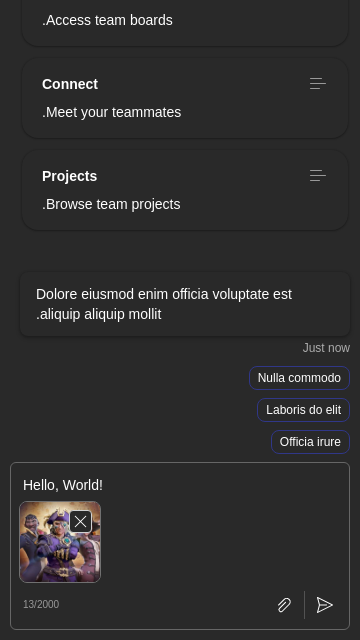 .Access team boards
Connect
.Meet your teammates
Projects
.Browse team projects
Dolore eiusmod enim officia voluptate est
.aliquip aliquip mollit
Just now
Nulla commodo
Laboris do elit
Officia irure
Hello, World!
13/2000